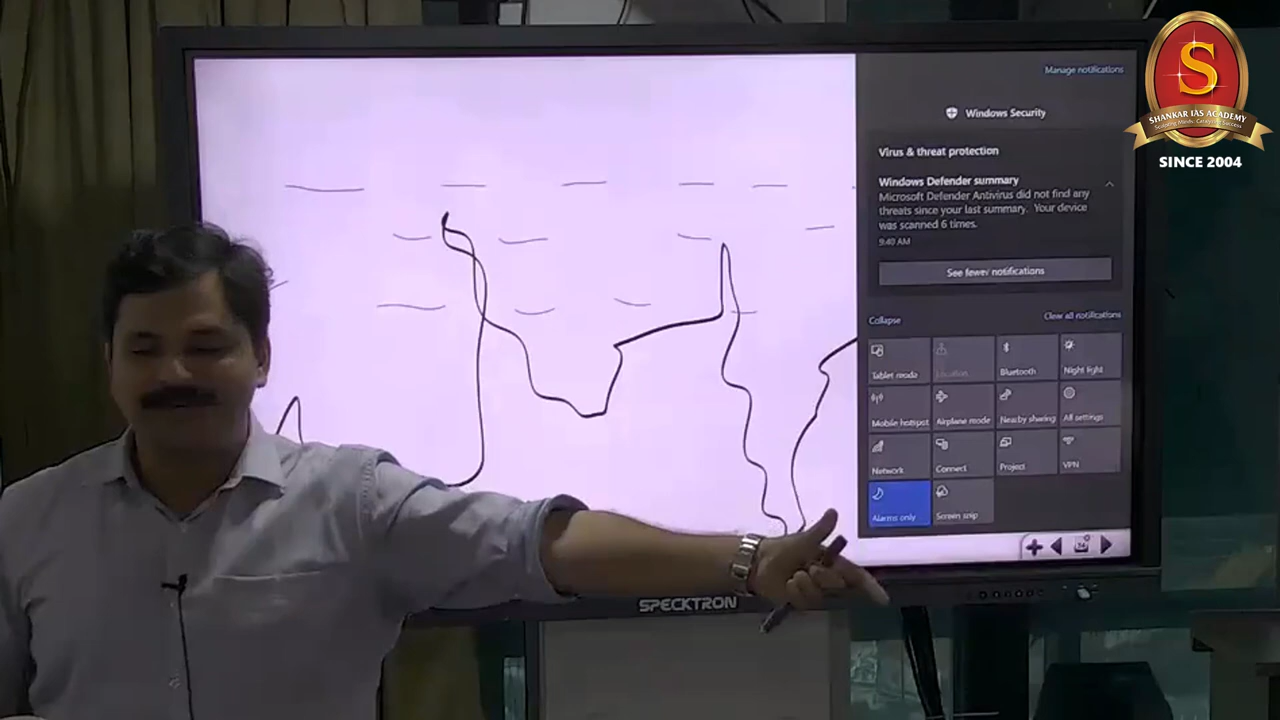 Manage notifications
Windows Security
Virus & threat protection
Windows Defender summary
Microsoft Defender Antivirus did not find any
threats since your last summary. Your device
was scanned 6 times.
9:40 AM
See fewer notifications
Collapse
Clear all notifications
Tablet mode
Location
Bluetooth
Night light
Mobile hotspot
Airplane mode
Nearby sharing
All settings
Network
Connect
Project
VPN
Alarms only
Screen snip
SPECKTRON
S
SHANKAR IAS ACADEMY
SINCE 2004